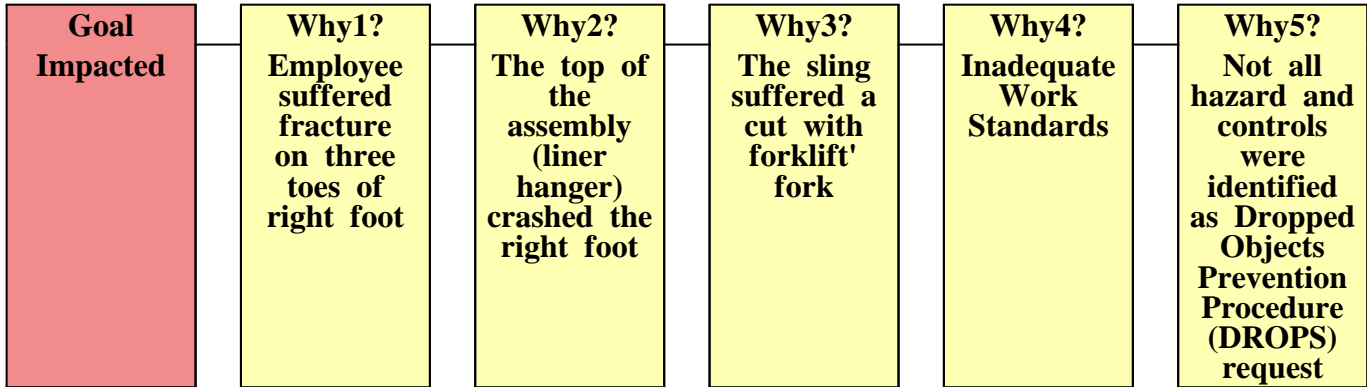 Goal
Impacted
Why1?
Employee
suffered
fracture
on three
toes of
right foot
Why2?
The top of
the
assembly
(liner
hanger)
crashed the
right foot
Why3?
The sling
suffered a
cut with
forklift'
fork
Why4?
Inadequate
Work
Standards
Why5?
Not all
hazard and
controls
were
identified
as Dropped
Objects
Prevention
Procedure
(DROPS)
request